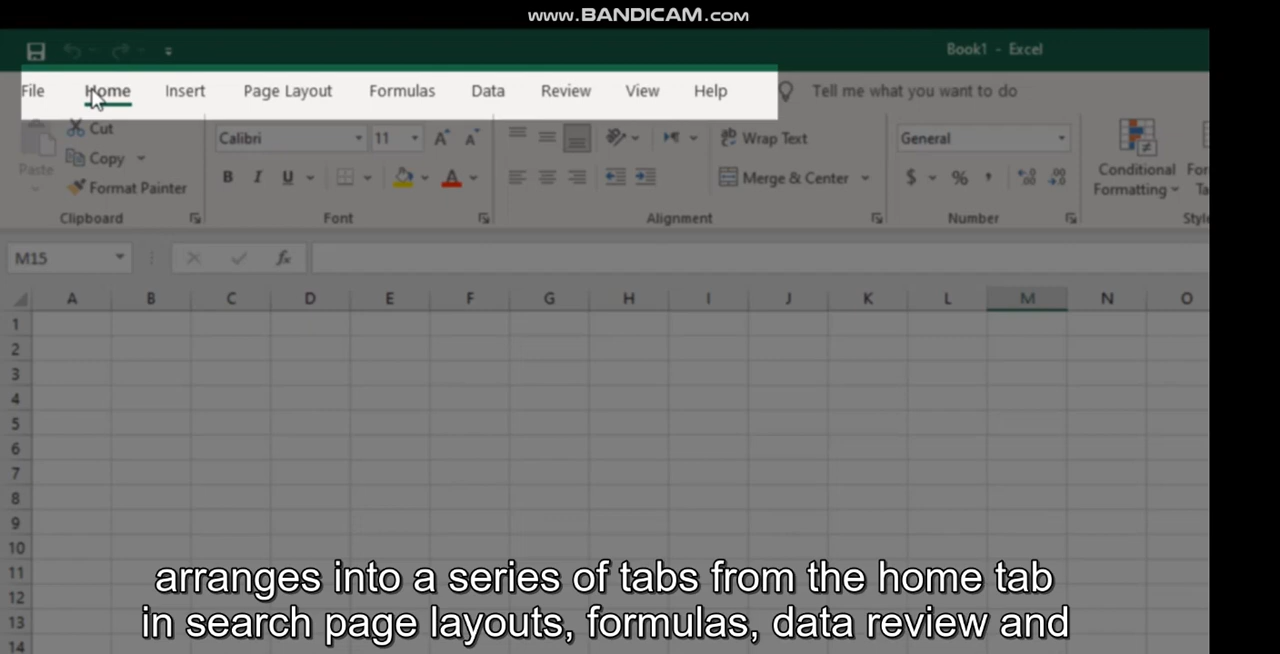 www.BANDICAM.com
Book1 - Excel
File Home Insert Page Layout Formulas Data Review View Help Tell me what you want to do
Cut
Calibri 11 A A Wrap Text General
Copy
Paste
Conditional
B I U A Merge & Center $ % ,
Format Painter
Formatting
Clipboard Font Alignment Number
M15 fx
A B C D E F G H I J K L M N O
1
2
3
4
5
6
7
8
9
10
11
12
13
14
arranges into a series of tabs from the home tab
in search page layouts, formulas, data review and